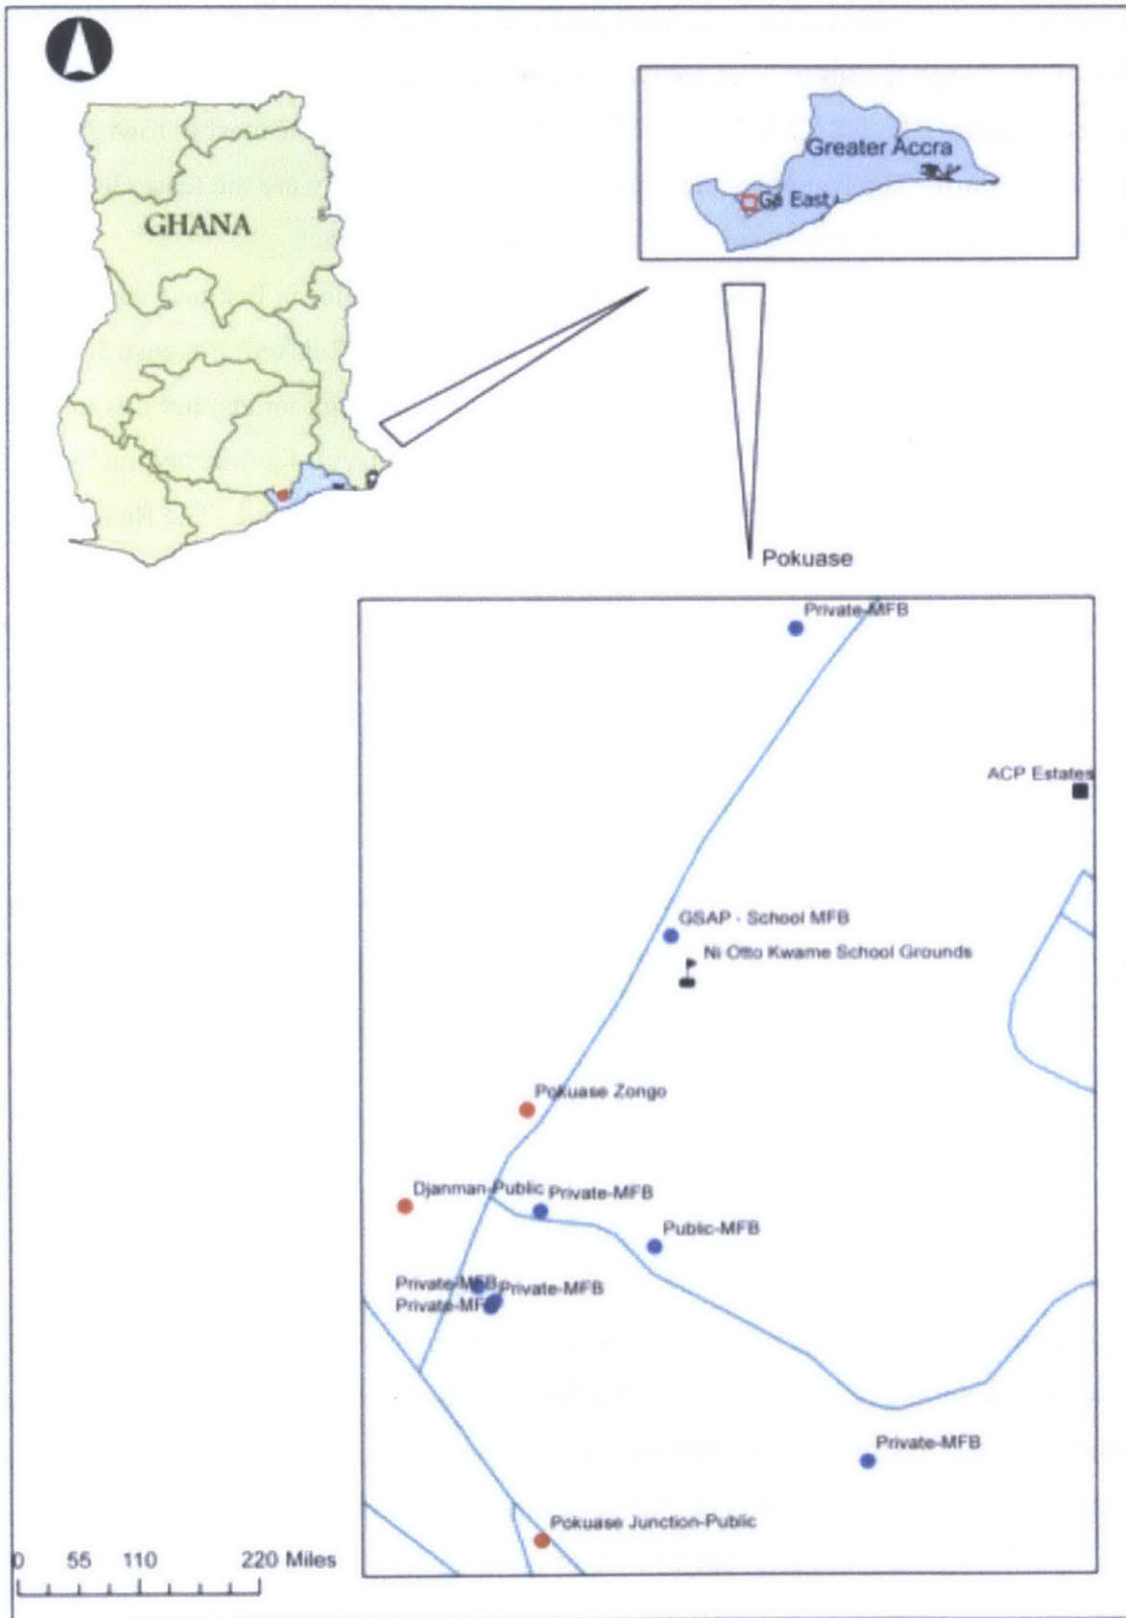 GHANA
Greater Accra
Ga East
Pokuase
Private-MFB
ACP Estates
GSAP - School MFB
Ni Otto Kwame School Grounds
Pokuase Zongo
Djanman-Public
Private-MFB
Public-MFB
Private-MFB
Private-MFB
Private-MF
Private-MFB
Pokuase Junction-Public
0 55 110 220 Miles